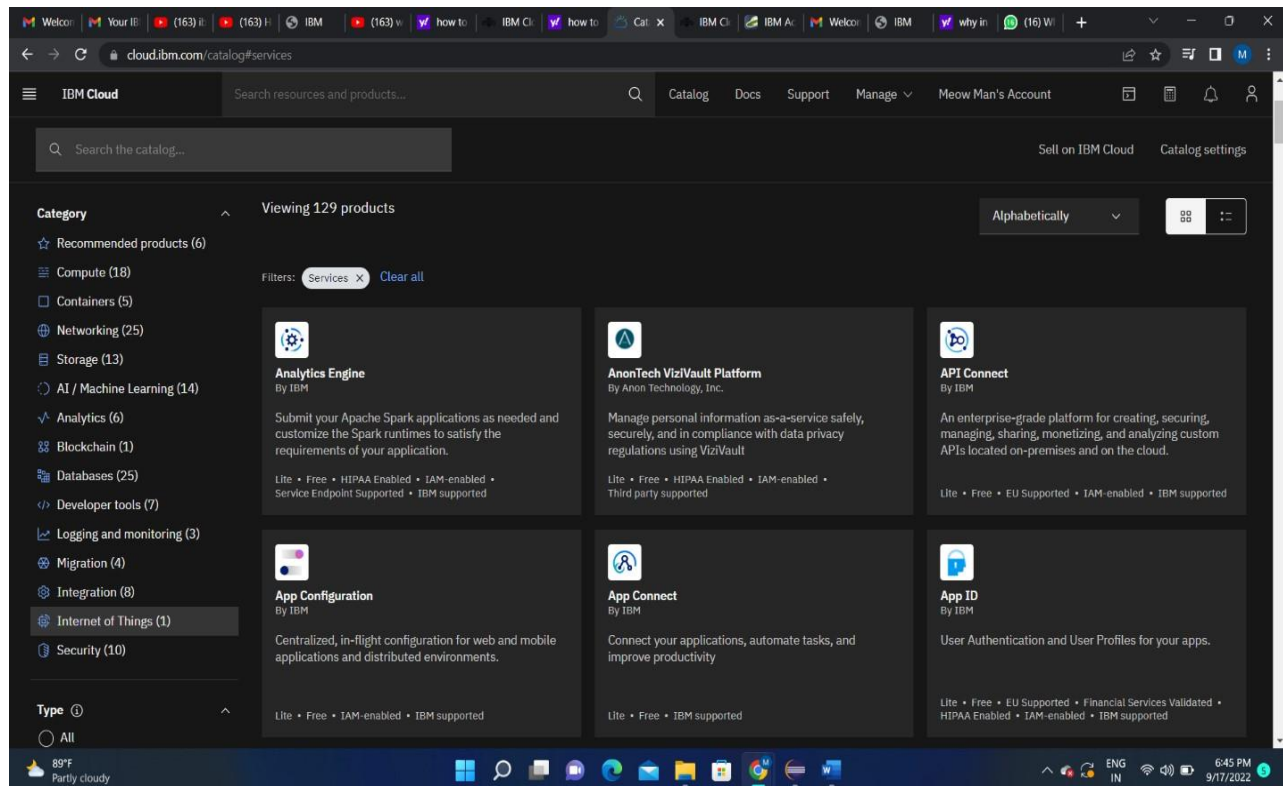 Welcon
Your IB
(163) ib
(163) H
IBM
(163) w
how to
IBM Cl
how to
Cat
IBM Cl
IBM Ac
Welcor
IBM
why in
(16) W
cloud.ibm.com/catalog#services
M
IBM Cloud
Search resources and products...
Catalog
Docs
Support
Manage
Meow Man's Account
Search the catalog...
Sell on IBM Cloud
Catalog settings
Category
Recommended products (6)
Compute (18)
Containers (5)
Networking (25)
Storage (13)
AI / Machine Learning (14)
Analytics (6)
Blockchain (1)
Databases (25)
Developer tools (7)
Logging and monitoring (3)
Migration (4)
Integration (8)
Internet of Things (1)
Security (10)
Type
All
Viewing 129 products
Alphabetically
Filters: Services X Clear all
Analytics Engine
By IBM
Submit your Apache Spark applications as needed and
customize the Spark runtimes to satisfy the
requirements of your application.
Lite • Free • HIPAA Enabled • IAM-enabled •
Service Endpoint Supported • IBM supported
AnonTech ViziVault Platform
By Anon Technology, Inc.
Manage personal information as-a-service safely,
securely, and in compliance with data privacy
regulations using ViziVault
Lite • Free • HIPAA Enabled • IAM-enabled •
Third party supported
API Connect
By IBM
An enterprise-grade platform for creating, securing,
managing, sharing, monetizing, and analyzing custom
APIs located on-premises and on the cloud.
Lite • Free • EU Supported • IAM-enabled • IBM supported
App Configuration
By IBM
Centralized, in-flight configuration for web and mobile
applications and distributed environments.
Lite • Free • IAM-enabled • IBM supported
App Connect
By IBM
Connect your applications, automate tasks, and
improve productivity
Lite • Free • IBM supported
App ID
By IBM
User Authentication and User Profiles for your apps.
Lite • Free • EU Supported • Financial Services Validated •
HIPAA Enabled • IAM-enabled • IBM supported
89°F
Partly cloudy
ENG
IN
6:45 PM
9/17/2022